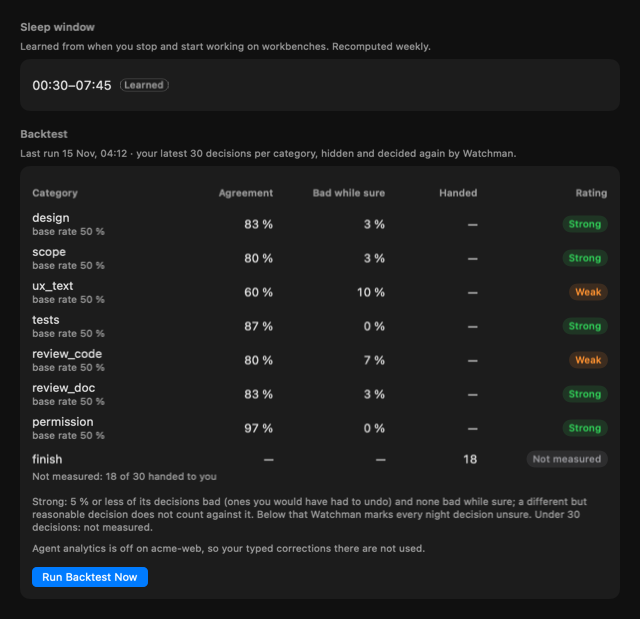 Sleep window
Learned from when you stop and start working on workbenches. Recomputed weekly.
00:30–07:45 Learned
Backtest
Last run 15 Nov, 04:12 · your latest 30 decisions per category, hidden and decided again by Watchman.
Category Agreement Bad while sure Handed Rating
design 83 % 3 % — Strong
base rate 50 %
scope 80 % 3 % — Strong
base rate 50 %
ux_text 60 % 10 % — Weak
base rate 50 %
tests 87 % 0 % — Strong
base rate 50 %
review_code 80 % 7 % — Weak
base rate 50 %
review_doc 83 % 3 % — Strong
base rate 50 %
permission 97 % 0 % — Strong
base rate 50 %
finish — — 18 Not measured
Not measured: 18 of 30 handed to you
Strong: 5 % or less of its decisions bad (ones you would have had to undo) and none bad while sure; a different but
reasonable decision does not count against it. Below that Watchman marks every night decision unsure. Under 30
decisions: not measured.
Agent analytics is off on acme-web, so your typed corrections there are not used.
Run Backtest Now